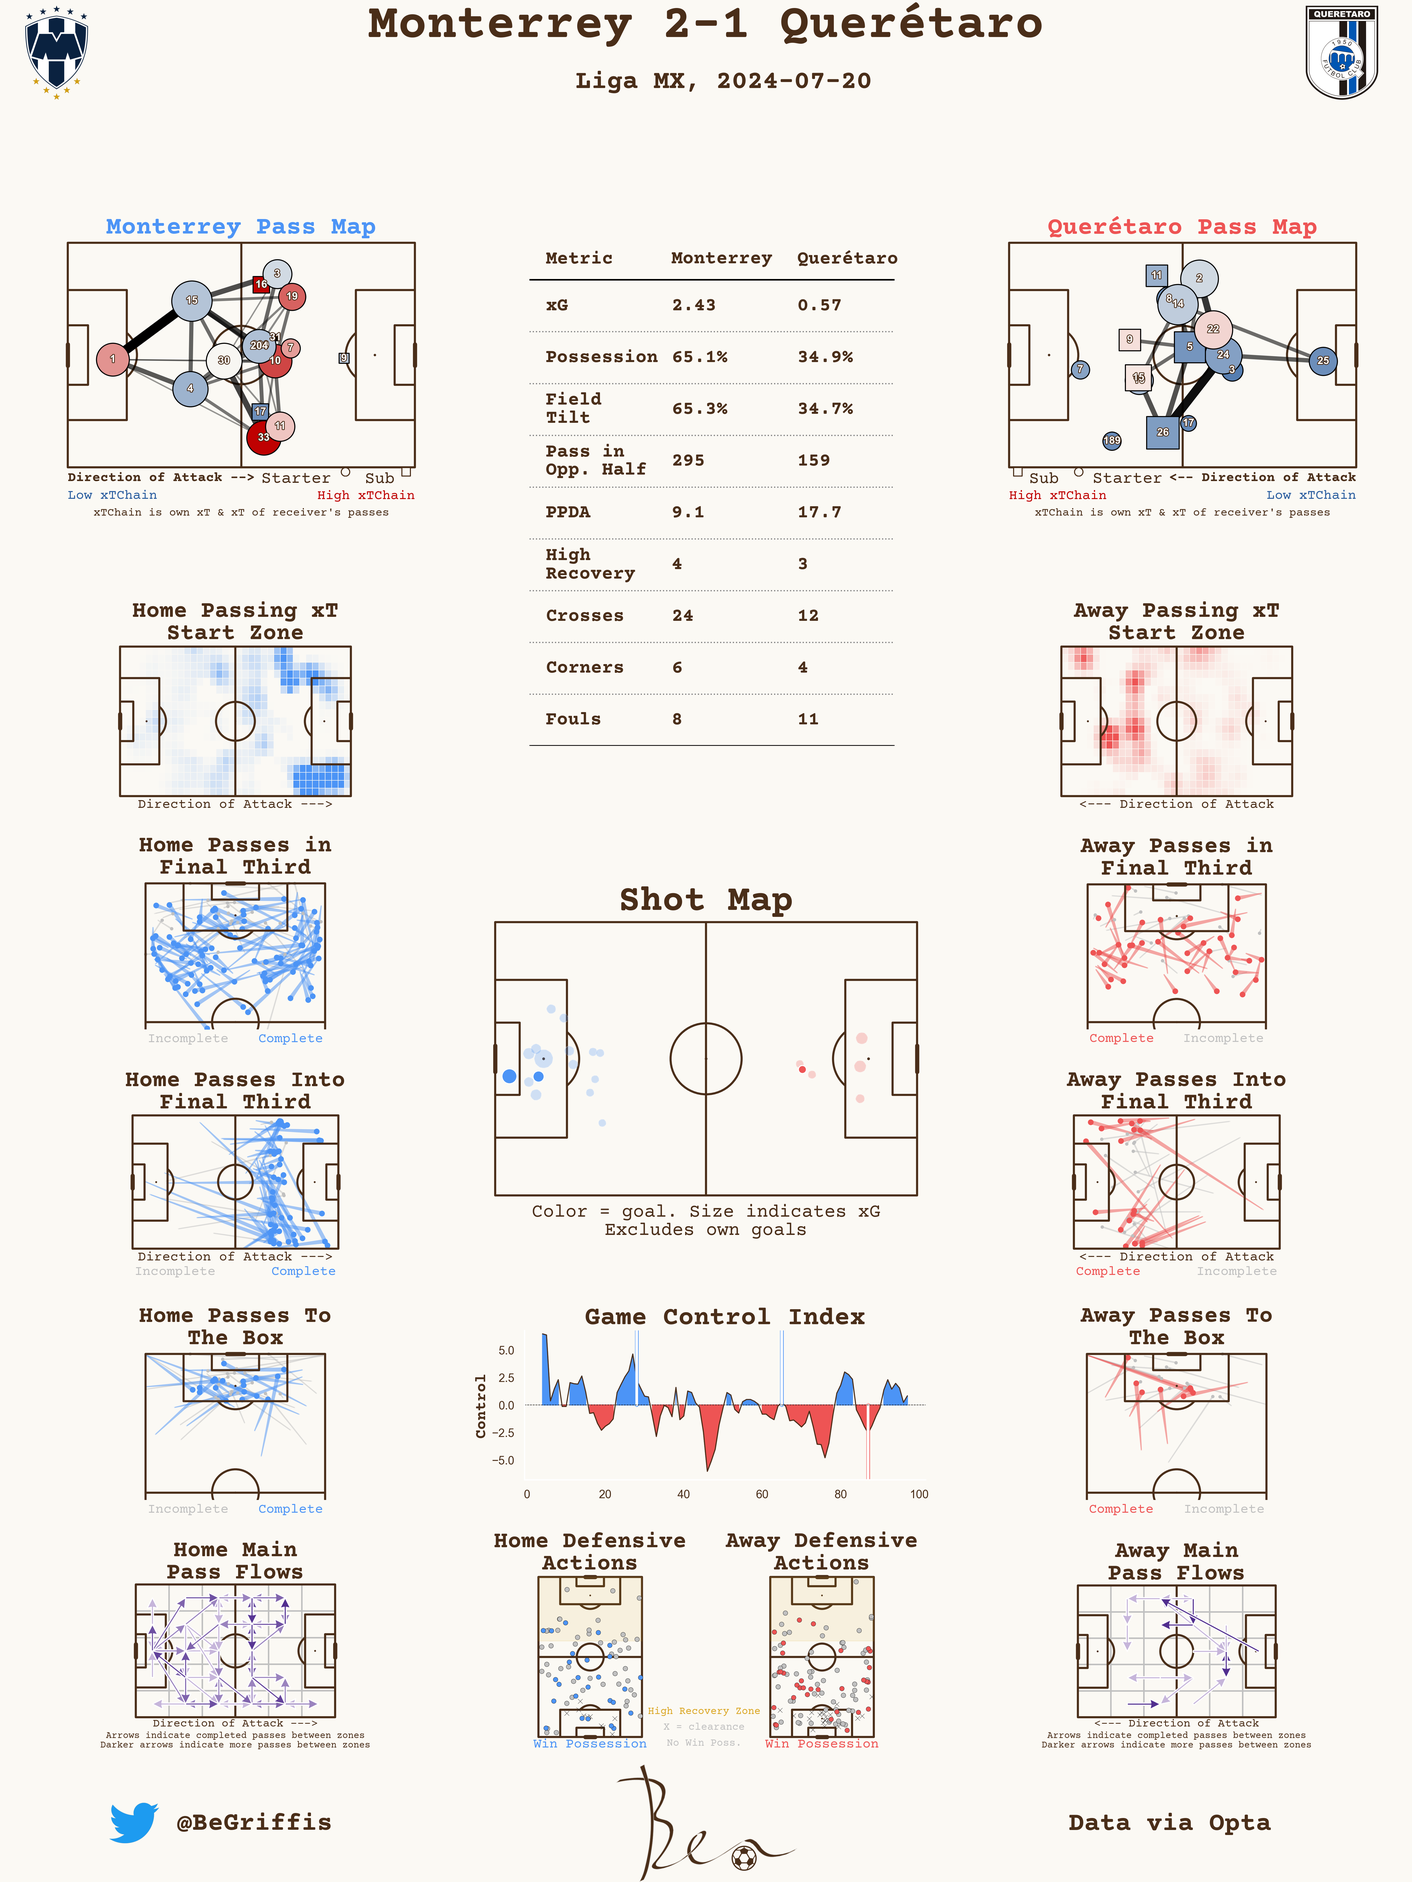 Monterrey 2-1 Querétaro
Liga MX, 2024-07-20
QUERETARO
1950
FUTBOL CLUB
Monterrey Pass Map
1
15
4
30
16
3
19
31
204
7
10
17
33
11
9
Direction of Attack --> Starter Sub
Low xTChain High xTChain
xTChain is own xT & xT of receiver's passes
Metric Monterrey Querétaro
xG 2.43 0.57
Possession 65.1% 34.9%
Field
Tilt 65.3% 34.7%
Pass in
Opp. Half 295 159
PPDA 9.1 17.7
High
Recovery 4 3
Crosses 24 12
Corners 6 4
Fouls 8 11
Querétaro Pass Map
11
2
8
14
22
9
5
24
3
25
7
15
26
17
189
Sub Starter <-- Direction of Attack
High xTChain Low xTChain
xTChain is own xT & xT of receiver's passes
Home Passing xT
Start Zone
Direction of Attack --->
Away Passing xT
Start Zone
<--- Direction of Attack
Home Passes in
Final Third
Incomplete Complete
Away Passes in
Final Third
Complete Incomplete
Shot Map
Color = goal. Size indicates xG
Excludes own goals
Home Passes Into
Final Third
Direction of Attack --->
Incomplete Complete
Away Passes Into
Final Third
<--- Direction of Attack
Complete Incomplete
Home Passes To
The Box
Incomplete Complete
Game Control Index
Control
5.0
2.5
0.0
−2.5
−5.0
0 20 40 60 80 100
Away Passes To
The Box
Complete Incomplete
Home Main
Pass Flows
Direction of Attack --->
Arrows indicate completed passes between zones
Darker arrows indicate more passes between zones
Home Defensive
Actions
Win Possession
High Recovery Zone
X = clearance
No Win Poss.
Away Defensive
Actions
Win Possession
Away Main
Pass Flows
<--- Direction of Attack
Arrows indicate completed passes between zones
Darker arrows indicate more passes between zones
@BeGriffis
Ben
Data via Opta